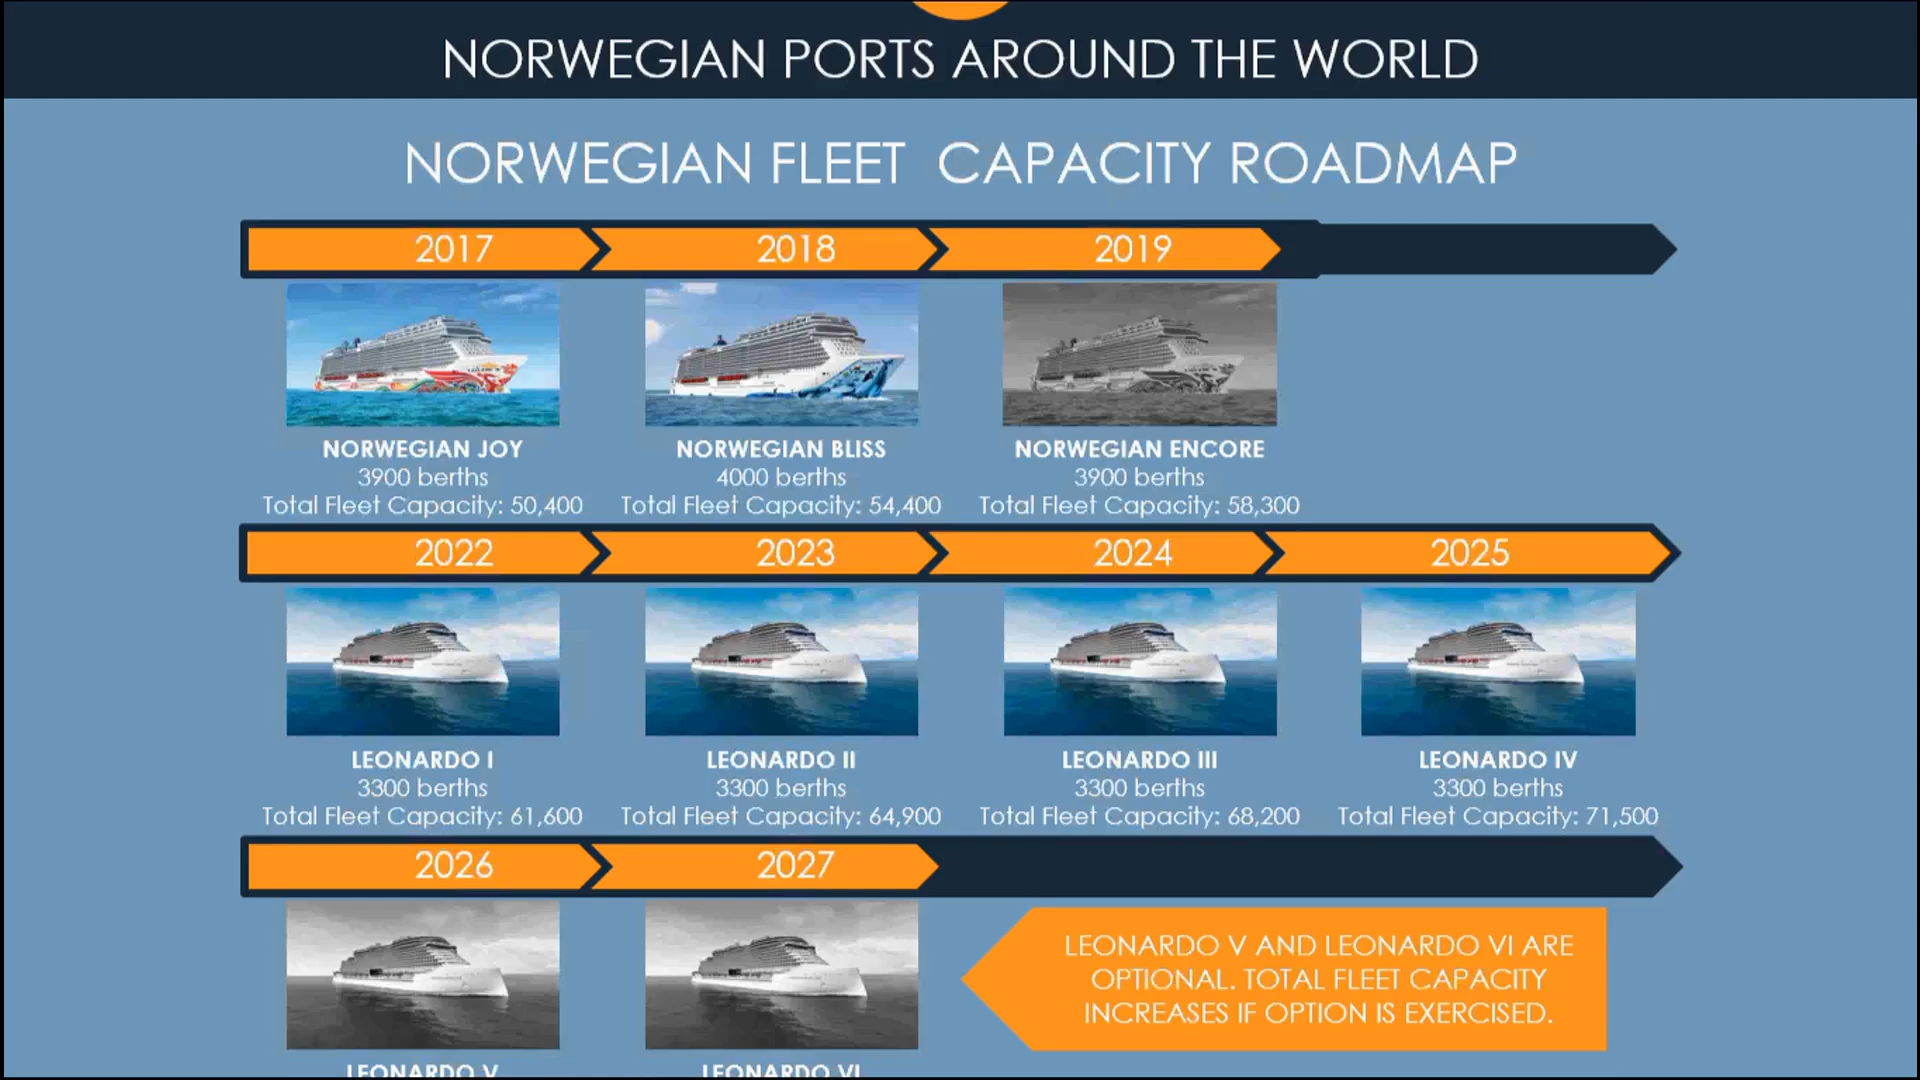 NORWEGIAN PORTS AROUND THE WORLD
NORWEGIAN FLEET CAPACITY ROADMAP
2017
2018
2019
NORWEGIAN JOY
3900 berths
Total Fleet Capacity: 50,400
NORWEGIAN BLISS
4000 berths
Total Fleet Capacity: 54,400
NORWEGIAN ENCORE
3900 berths
Total Fleet Capacity: 58,300
2022
2023
2024
2025
LEONARDO I
3300 berths
Total Fleet Capacity: 61,600
LEONARDO II
3300 berths
Total Fleet Capacity: 64,900
LEONARDO III
3300 berths
Total Fleet Capacity: 68,200
LEONARDO IV
3300 berths
Total Fleet Capacity: 71,500
2026
2027
LEONARDO V AND LEONARDO VI ARE
OPTIONAL. TOTAL FLEET CAPACITY
INCREASES IF OPTION IS EXERCISED.
LEONARDO V
LEONARDO VI